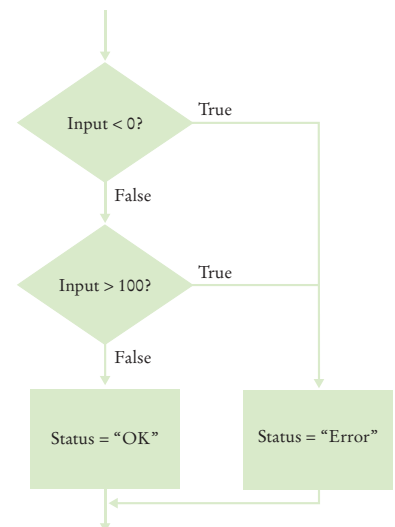 Input < 0?
True
False
Input > 100?
True
False
Status = “OK”
Status = “Error”